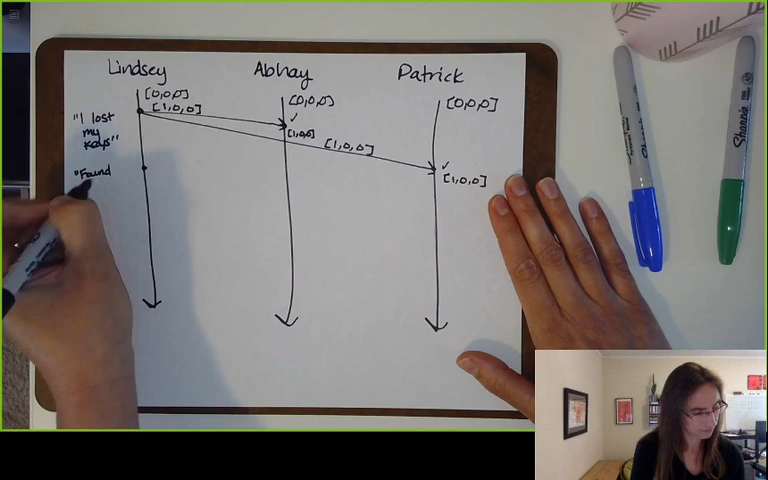 Lindsey Abhay Patrick
[0,0,0] [0,0,0] [0,0,0]
[1,0,0]
"I lost
my
keys"
✓
[1,0,0]
[1,0,0]
✓
[1,0,0]
"Found
Sharpie